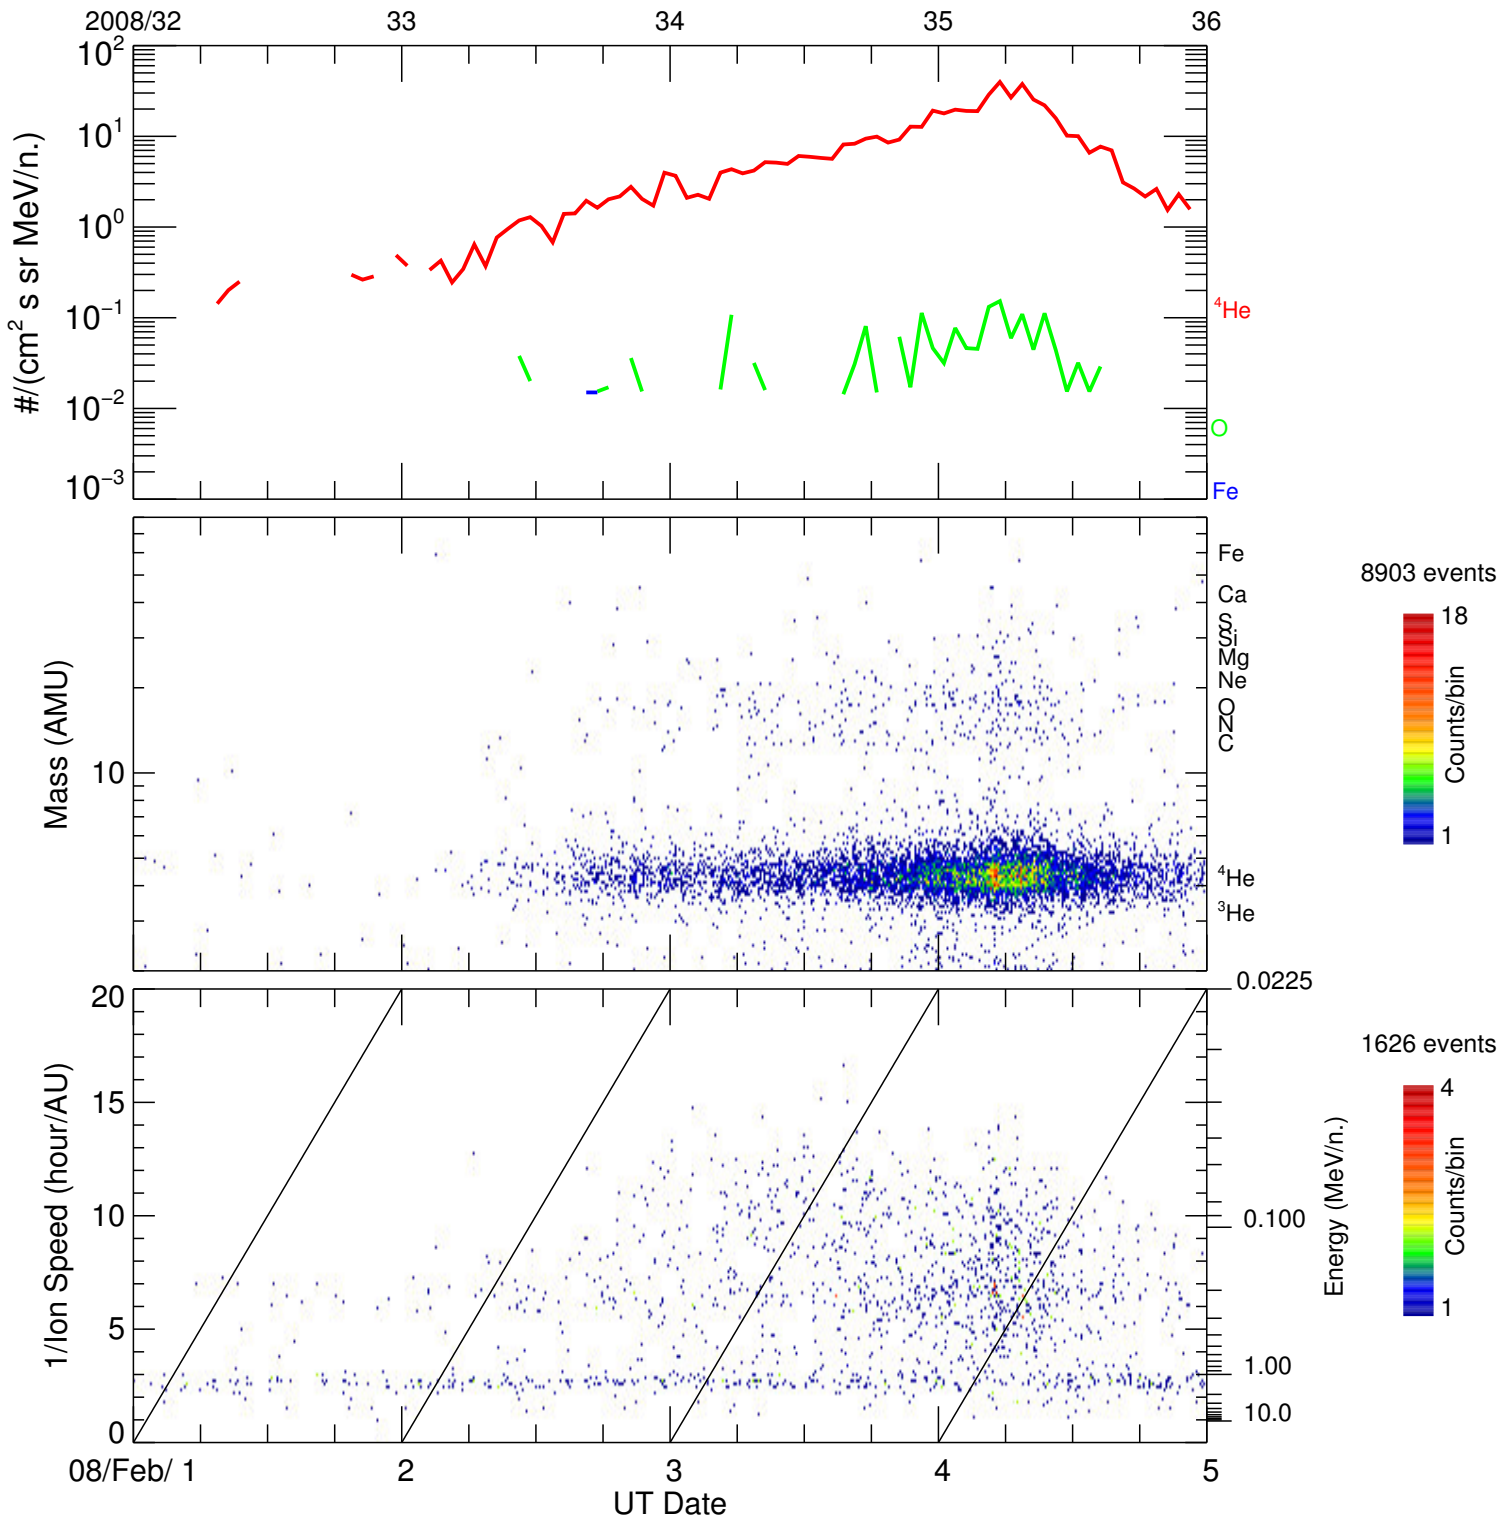 2008/32 33 34 35 36
10^2
10^1
10^0
10^−1
10^−2
10^−3
#/(cm^2 s sr MeV/n.)
^4He
O
Fe
Mass (AMU)
10
Fe
Ca
S
Si
Mg
Ne
O
N
C
^4He
^3He
8903 events
18
Counts/bin
1
1/Ion Speed (hour/AU)
20
15
10
5
0
0.0225
0.100
1.00
10.0
Energy (MeV/n.)
1626 events
4
Counts/bin
1
08/Feb/ 1 2 3 4 5
UT Date